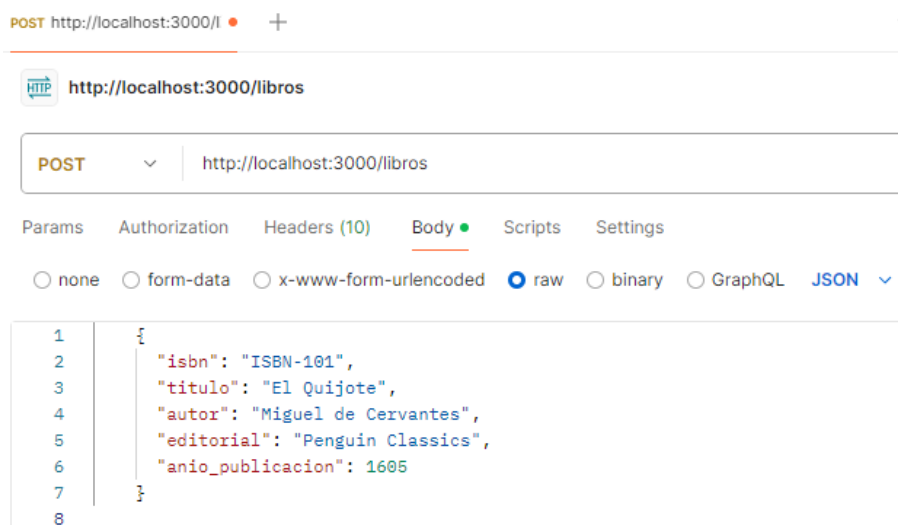 POST http://localhost:3000/l
HTTP http://localhost:3000/libros
POST http://localhost:3000/libros
Params Authorization Headers (10) Body Scripts Settings
none form-data x-www-form-urlencoded raw binary GraphQL JSON
1 {
2 "isbn": "ISBN-101",
3 "titulo": "El Quijote",
4 "autor": "Miguel de Cervantes",
5 "editorial": "Penguin Classics",
6 "anio_publicacion": 1605
7 }
8